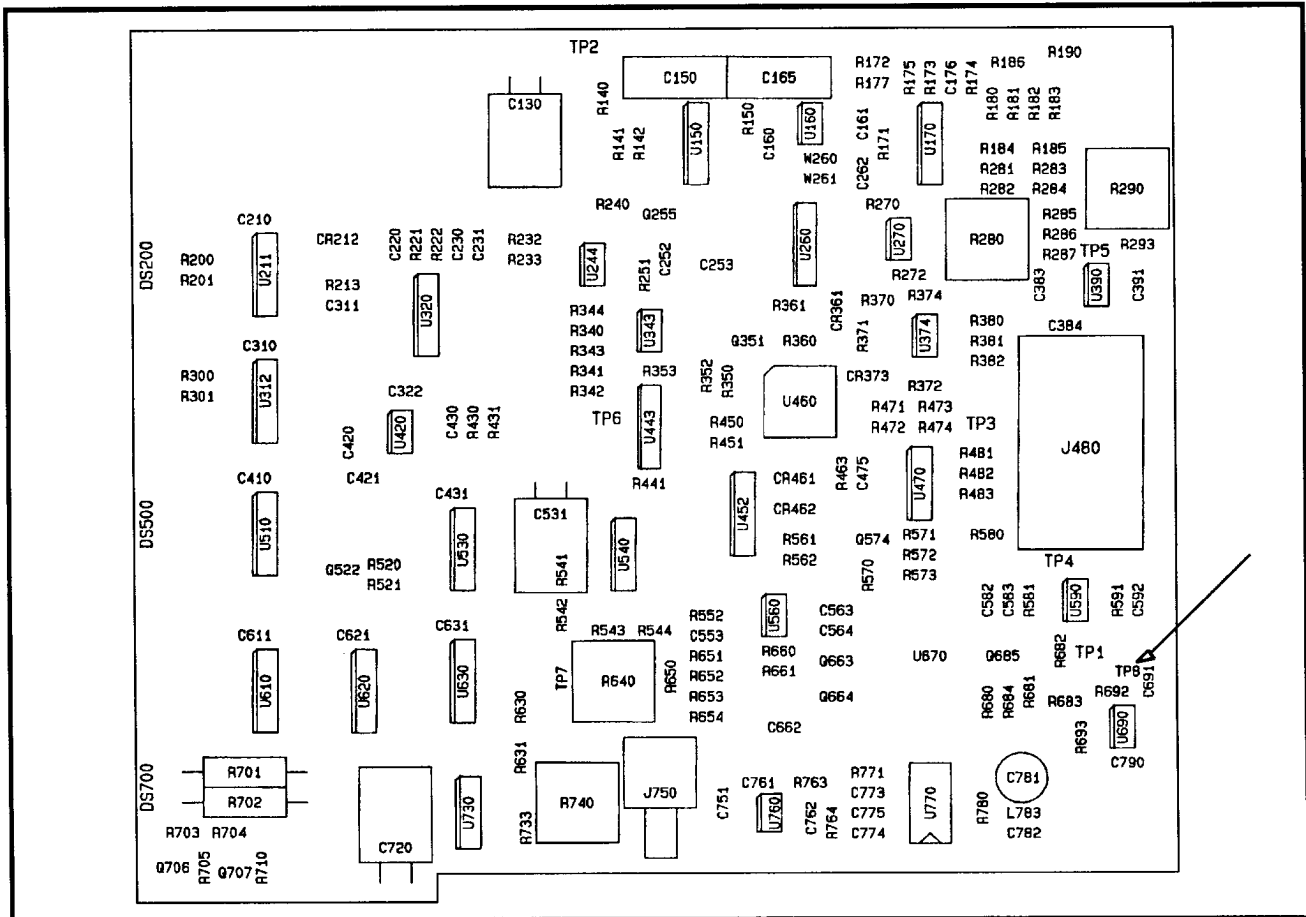 TP2
R190
R172
R186
C150
C165
R175
R173
C176
R174
R177
C130
R140
R180
R181
R182
R183
R150
U160
C161
U150
U170
R141
R142
C160
R171
R184
R185
W260
W261
C262
R281
R283
R282
R284
R290
R240
Q255
R270
R285
C210
R286
R293
CR212
C220
R221
R222
C230
C231
R232
R233
U244
R251
C252
C253
U260
U270
R280
R287
TP5
DS200
R200
R201
U211
R272
C383
U390
C391
R213
C311
U320
R344
R361
CR361
R370
R374
R340
U343
R371
U374
R380
C384
C310
R343
Q351
R360
R381
R382
R300
R301
U312
R341
R342
R353
R352
R350
CR373
R372
C322
U460
R471
R473
TP6
U443
R450
R472
R474
TP3
C420
U420
C430
R430
R431
R451
J480
R481
C421
C410
R441
CR461
R463
C475
U470
R482
C431
R483
DS500
U510
C531
U452
CR462
U530
U540
R561
Q574
R571
R580
R562
R572
Q522
R520
R541
R570
R573
TP4
R521
C582
C583
R581
U590
R591
C592
R542
R552
U560
C563
C611
C621
C631
R543
R544
C553
C564
R651
R660
Q663
U670
Q685
R682
TP1
TP7
R640
R650
R652
R661
TP8
C691
U610
U620
U630
R630
R653
Q664
R680
R684
R681
R683
R692
R654
C662
R693
U690
R631
C790
DS700
R701
R771
C781
R702
R740
J750
C751
C761
R763
C773
U770
R780
U730
U760
C762
R764
C775
L783
R703
R704
R733
C774
C782
C720
Q706
R705
Q707
R710